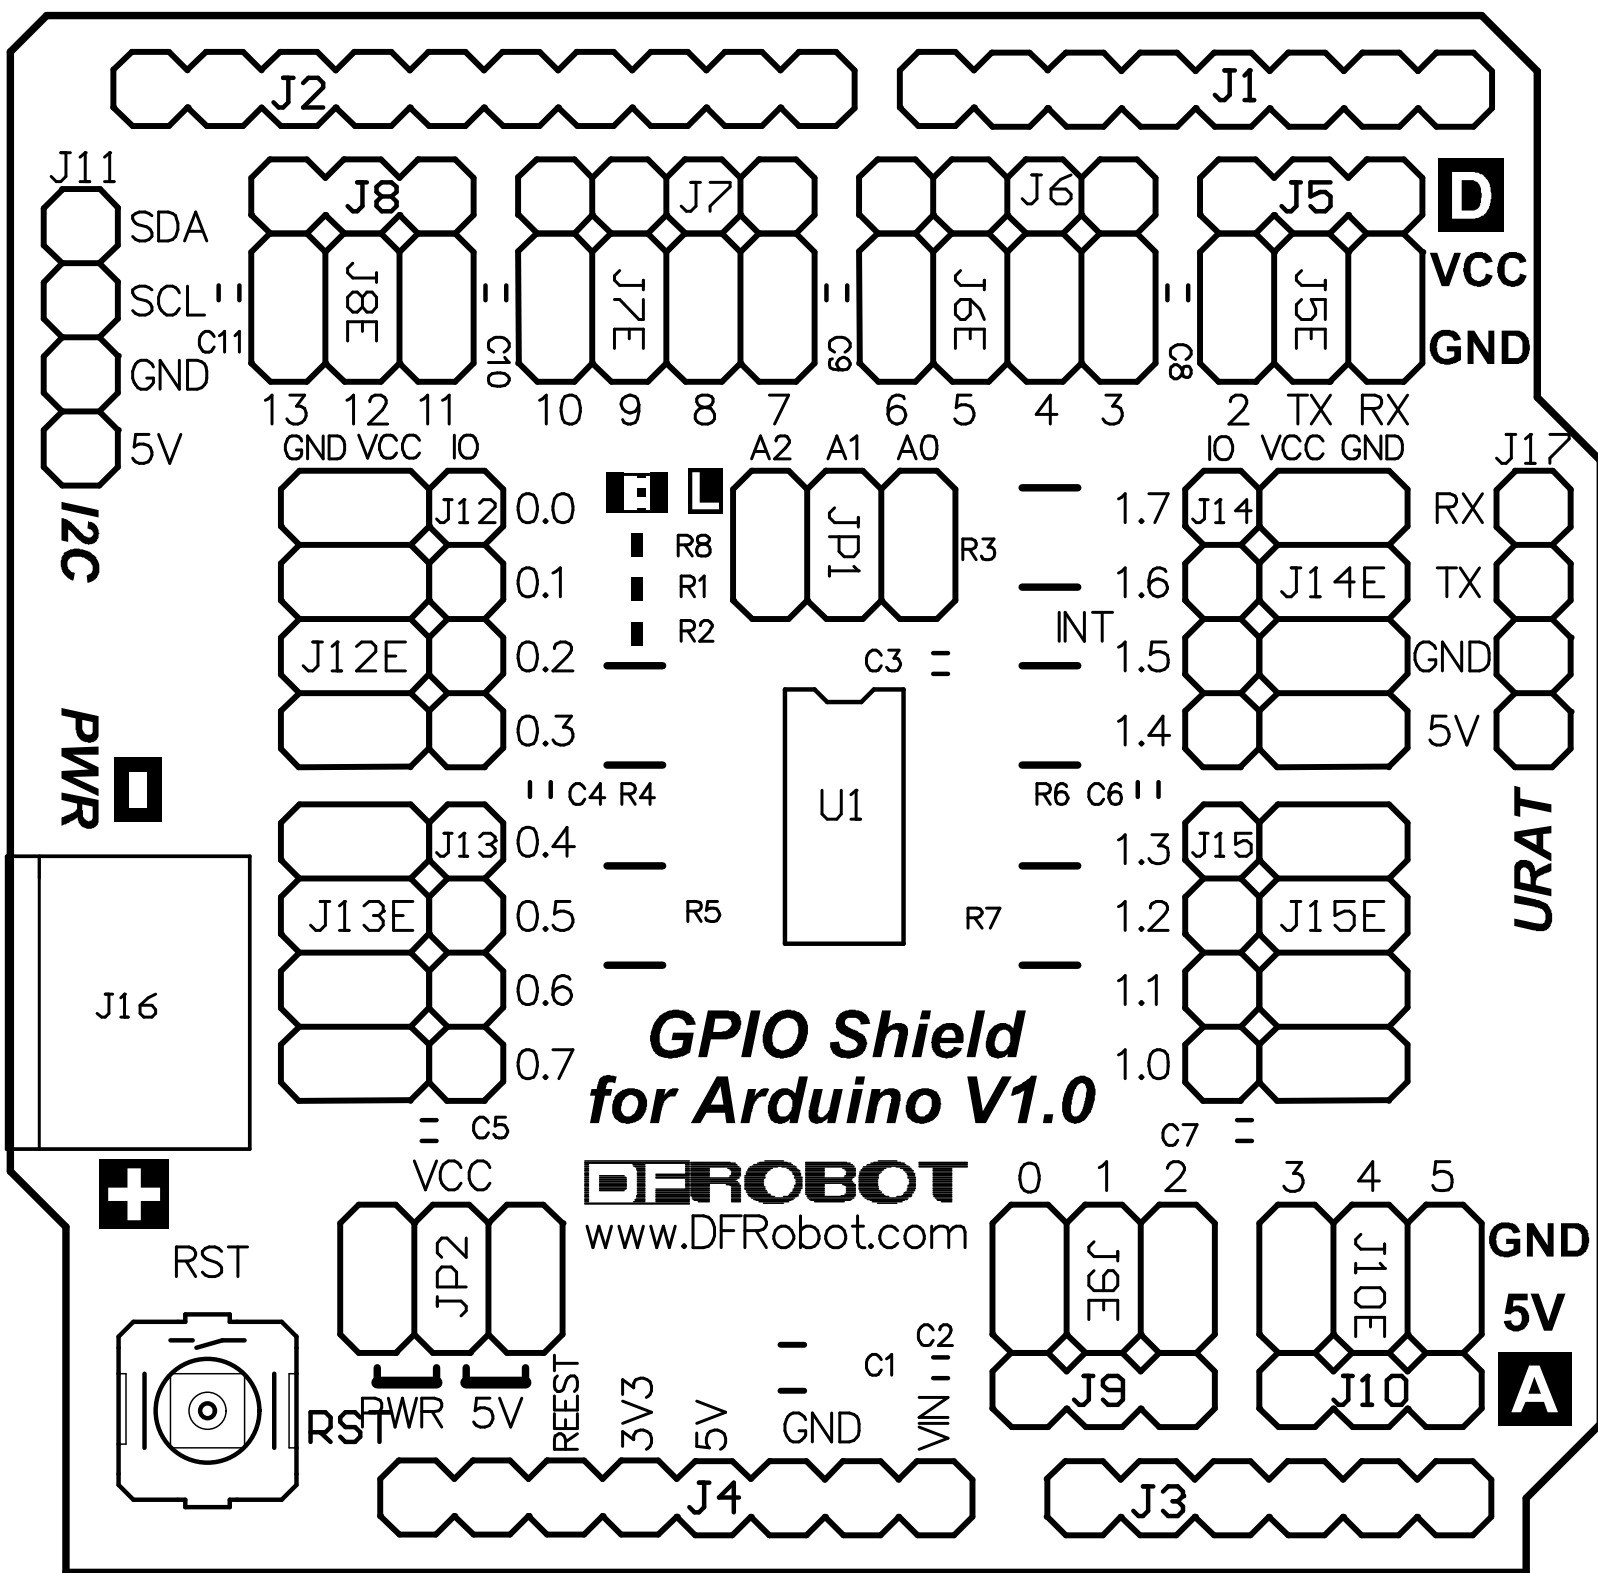 J2 J1
J11 J8 J7 J6 J5 D
SDA
VCC
SCL J8E J7E J6E J5E
C11 C10 C9 C8 GND
GND
13 12 11 10 9 8 7 6 5 4 3 2 TX RX
5V GND VCC IO A2 A1 A0 IO VCC GND J17
I2C J12 0.0 L 1.7 J14 RX
R8 JP1 R3
0.1 R1 1.6 J14E TX
R2 INT
J12E 0.2 C3 1.5 GND
PWR 0.3 1.4 5V
C4 R4 U1 R6 C6
J13 0.4 1.3 J15 URAT
J13E 0.5 R5 R7 1.2 J15E
J16 0.6 1.1
GPIO Shield
0.7 1.0
for Arduino V1.0
C5 C7
VCC DFROBOT 0 1 2 3 4 5
www.DFRobot.com
RST JP2 J9E J10E GND
5V
C2
C1
J9 J10 A
RST PWR 5V REEST 3V3 5V GND VIN
J4 J3